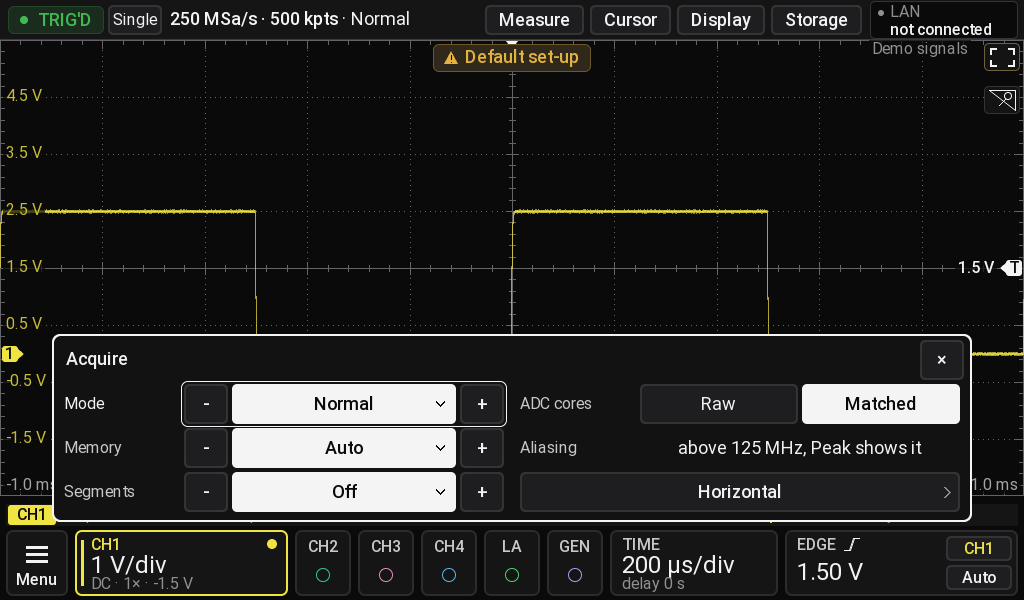 TRIG'D Single 250 MSa/s · 500 kpts · Normal Measure Cursor Display Storage LAN
not connected
Demo signals
Default set-up
4.5 V
3.5 V
2.5 V
1.5 V
1.5 V T
0.5 V
1
-0.5 V
-1.5 V
-1.0 ms
1.0 ms
Acquire ×
Mode - Normal + ADC cores Raw Matched
Memory - Auto + Aliasing above 125 MHz, Peak shows it
Segments - Off + Horizontal
CH1
Menu
CH1
1 V/div
DC · 1× · -1.5 V
CH2 CH3 CH4 LA GEN
TIME
200 µs/div
delay 0 s
EDGE
1.50 V
CH1
Auto